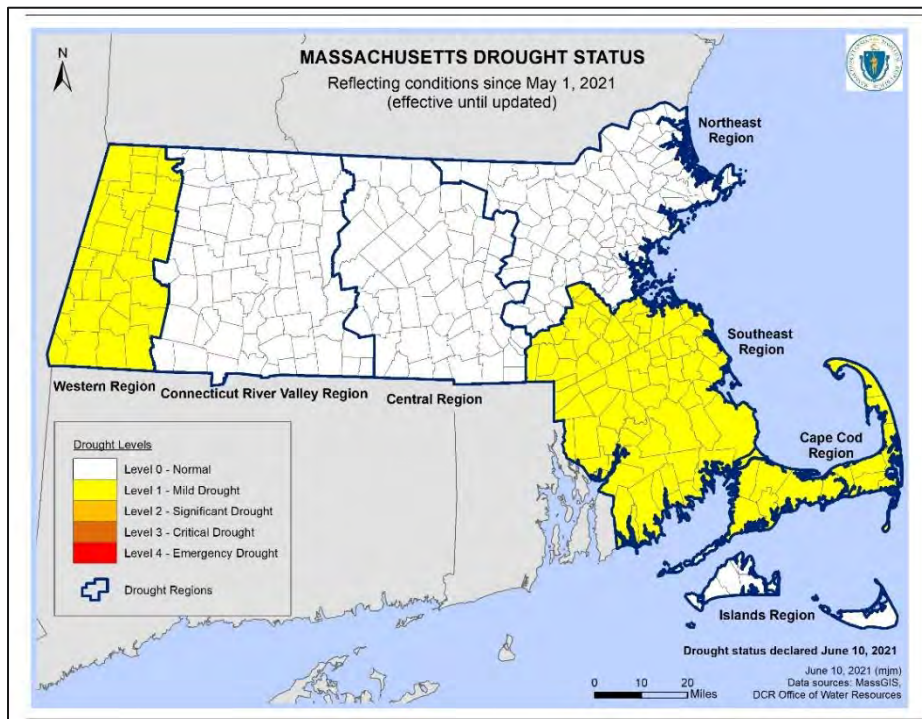 N
MASSACHUSETTS DROUGHT STATUS
Reflecting conditions since May 1, 2021
(effective until updated)
Northeast
Region
Southeast
Region
Cape Cod
Region
Western Region
Connecticut River Valley Region
Central Region
Islands Region
Drought Levels
Level 0 - Normal
Level 1 - Mild Drought
Level 2 - Significant Drought
Level 3 - Critical Drought
Level 4 - Emergency Drought
Drought Regions
Drought status declared June 10, 2021
June 10, 2021 (mjm)
Data sources: MassGIS,
DCR Office of Water Resources
0 10 20
Miles